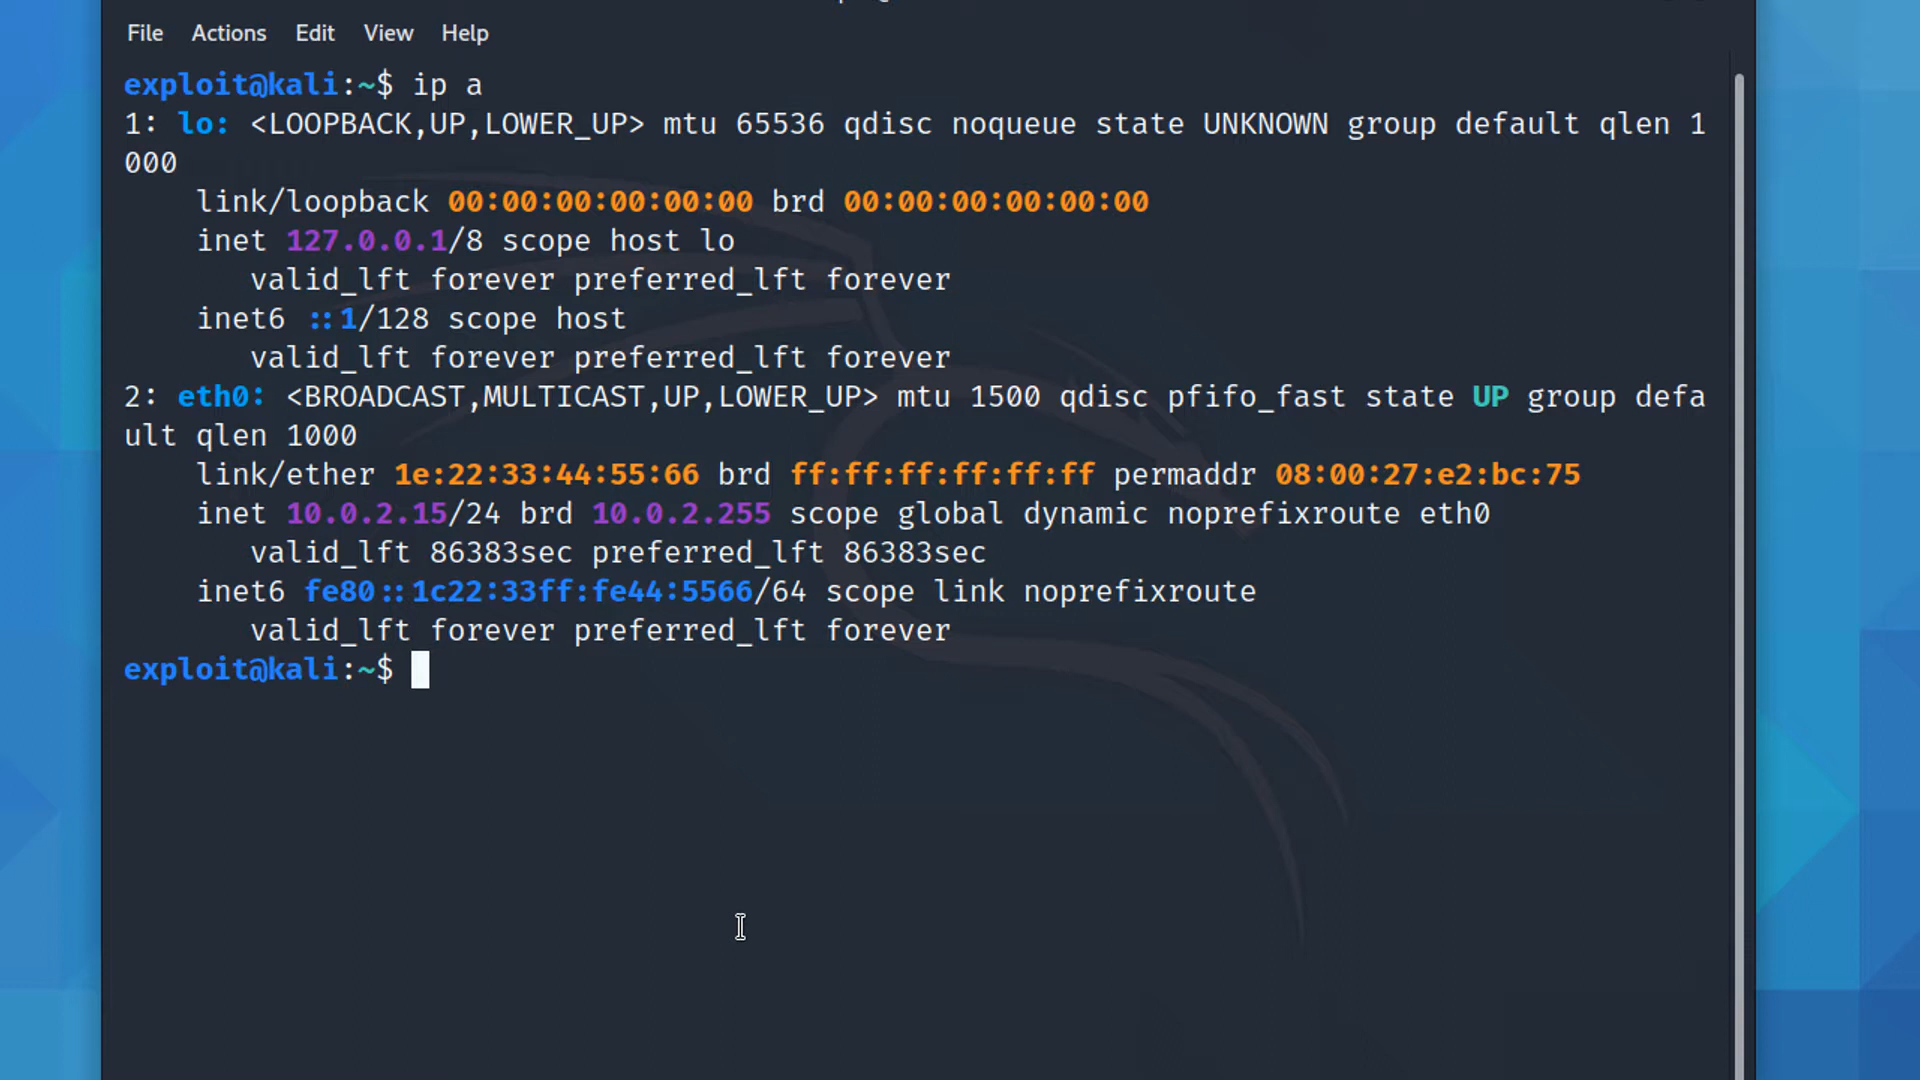 File Actions Edit View Help
exploit@kali:~$ ip a
1: lo: <LOOPBACK,UP,LOWER_UP> mtu 65536 qdisc noqueue state UNKNOWN group default qlen 1
000
    link/loopback 00:00:00:00:00:00 brd 00:00:00:00:00:00
    inet 127.0.0.1/8 scope host lo
       valid_lft forever preferred_lft forever
    inet6 ::1/128 scope host
       valid_lft forever preferred_lft forever
2: eth0: <BROADCAST,MULTICAST,UP,LOWER_UP> mtu 1500 qdisc pfifo_fast state UP group defa
ult qlen 1000
    link/ether 1e:22:33:44:55:66 brd ff:ff:ff:ff:ff:ff permaddr 08:00:27:e2:bc:75
    inet 10.0.2.15/24 brd 10.0.2.255 scope global dynamic noprefixroute eth0
       valid_lft 86383sec preferred_lft 86383sec
    inet6 fe80::1c22:33ff:fe44:5566/64 scope link noprefixroute
       valid_lft forever preferred_lft forever
exploit@kali:~$